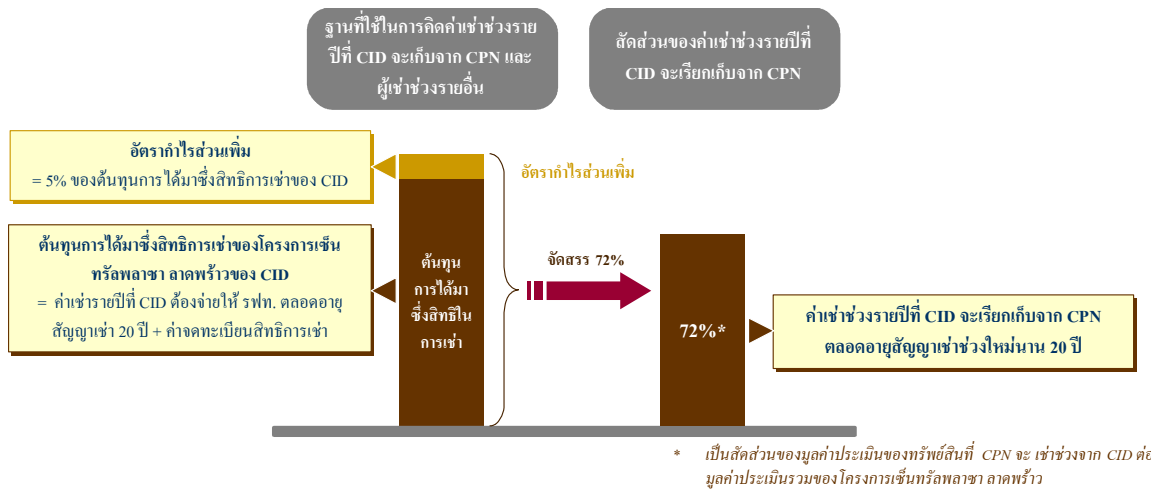 ฐานที่ใช้ในการคิดค่าเช่าช่วงราย
ปีที่ CID จะเก็บจาก CPN และ
ผู้เช่าช่วงรายอื่น
สัดส่วนของค่าเช่าช่วงรายปีที่
CID จะเรียกเก็บจาก CPN
อัตรากำไรส่วนเพิ่ม
= 5% ของต้นทุนการได้มาซึ่งสิทธิการเช่าของ CID
อัตรากำไรส่วนเพิ่ม
ต้นทุนการได้มาซึ่งสิทธิการเช่าของโครงการเซ็น
ทรัลพลาซา ลาดพร้าวของ CID
= ค่าเช่ารายปีที่ CID ต้องจ่ายให้ รฟท. ตลอดอายุ
สัญญาเช่า 20 ปี + ค่าจดทะเบียนสิทธิการเช่า
ต้นทุน
การได้มา
ซึ่งสิทธิใน
การเช่า
จัดสรร 72%
72%*
ค่าเช่าช่วงรายปีที่ CID จะเรียกเก็บจาก CPN
ตลอดอายุสัญญาเช่าช่วงใหม่นาน 20 ปี
* เป็นสัดส่วนของมูลค่าประเมินของทรัพย์สินที่ CPN จะ เช่าช่วงจาก CID ต่อ
มูลค่าประเมินรวมของโครงการเซ็นทรัลพลาซา ลาดพร้าว